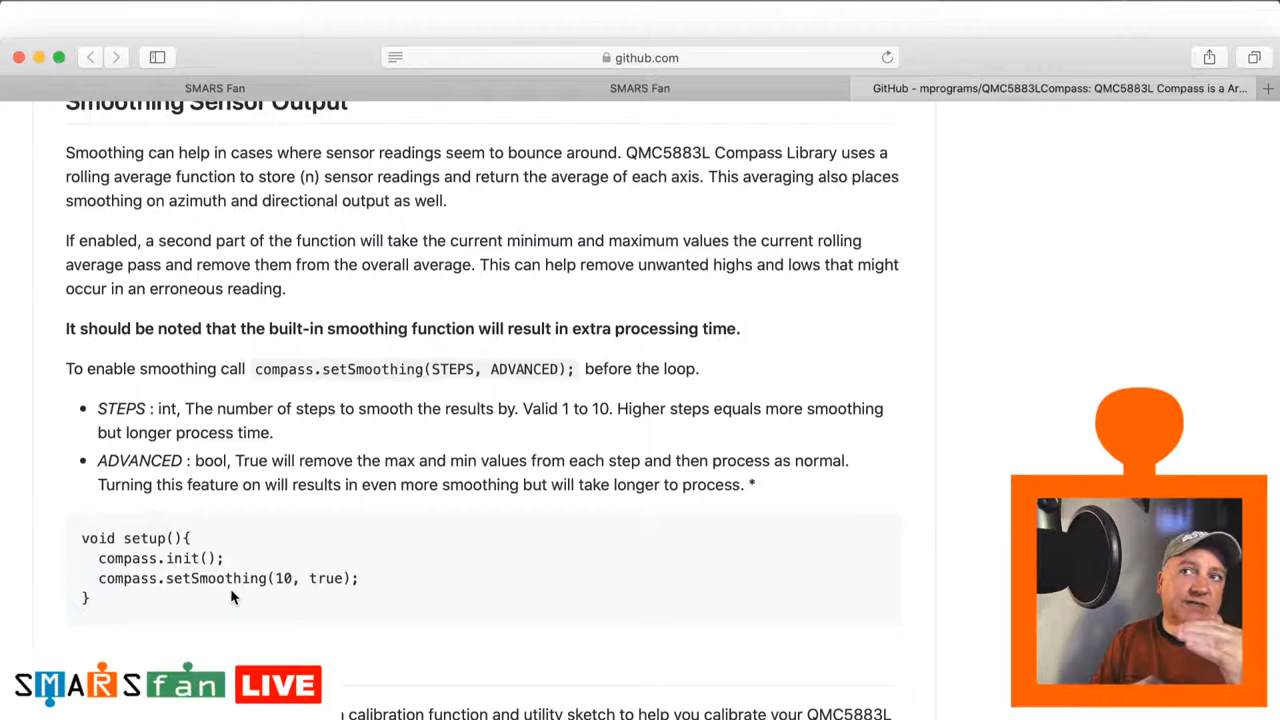 github.com
SMARS Fan
SMARS Fan
GitHub - mprograms/QMC5883LCompass: QMC5883L Compass is a Ar...
Smoothing Sensor Output
Smoothing can help in cases where sensor readings seem to bounce around. QMC5883L Compass Library uses a
rolling average function to store (n) sensor readings and return the average of each axis. This averaging also places
smoothing on azimuth and directional output as well.
If enabled, a second part of the function will take the current minimum and maximum values the current rolling
average pass and remove them from the overall average. This can help remove unwanted highs and lows that might
occur in an erroneous reading.
It should be noted that the built-in smoothing function will result in extra processing time.
To enable smoothing call compass.setSmoothing(STEPS, ADVANCED); before the loop.
• STEPS : int, The number of steps to smooth the results by. Valid 1 to 10. Higher steps equals more smoothing
but longer process time.
• ADVANCED : bool, True will remove the max and min values from each step and then process as normal.
Turning this feature on will results in even more smoothing but will take longer to process. *
void setup(){
compass.init();
compass.setSmoothing(10, true);
}
SMARS fan LIVE
calibration function and utility sketch to help you calibrate your QMC5883L